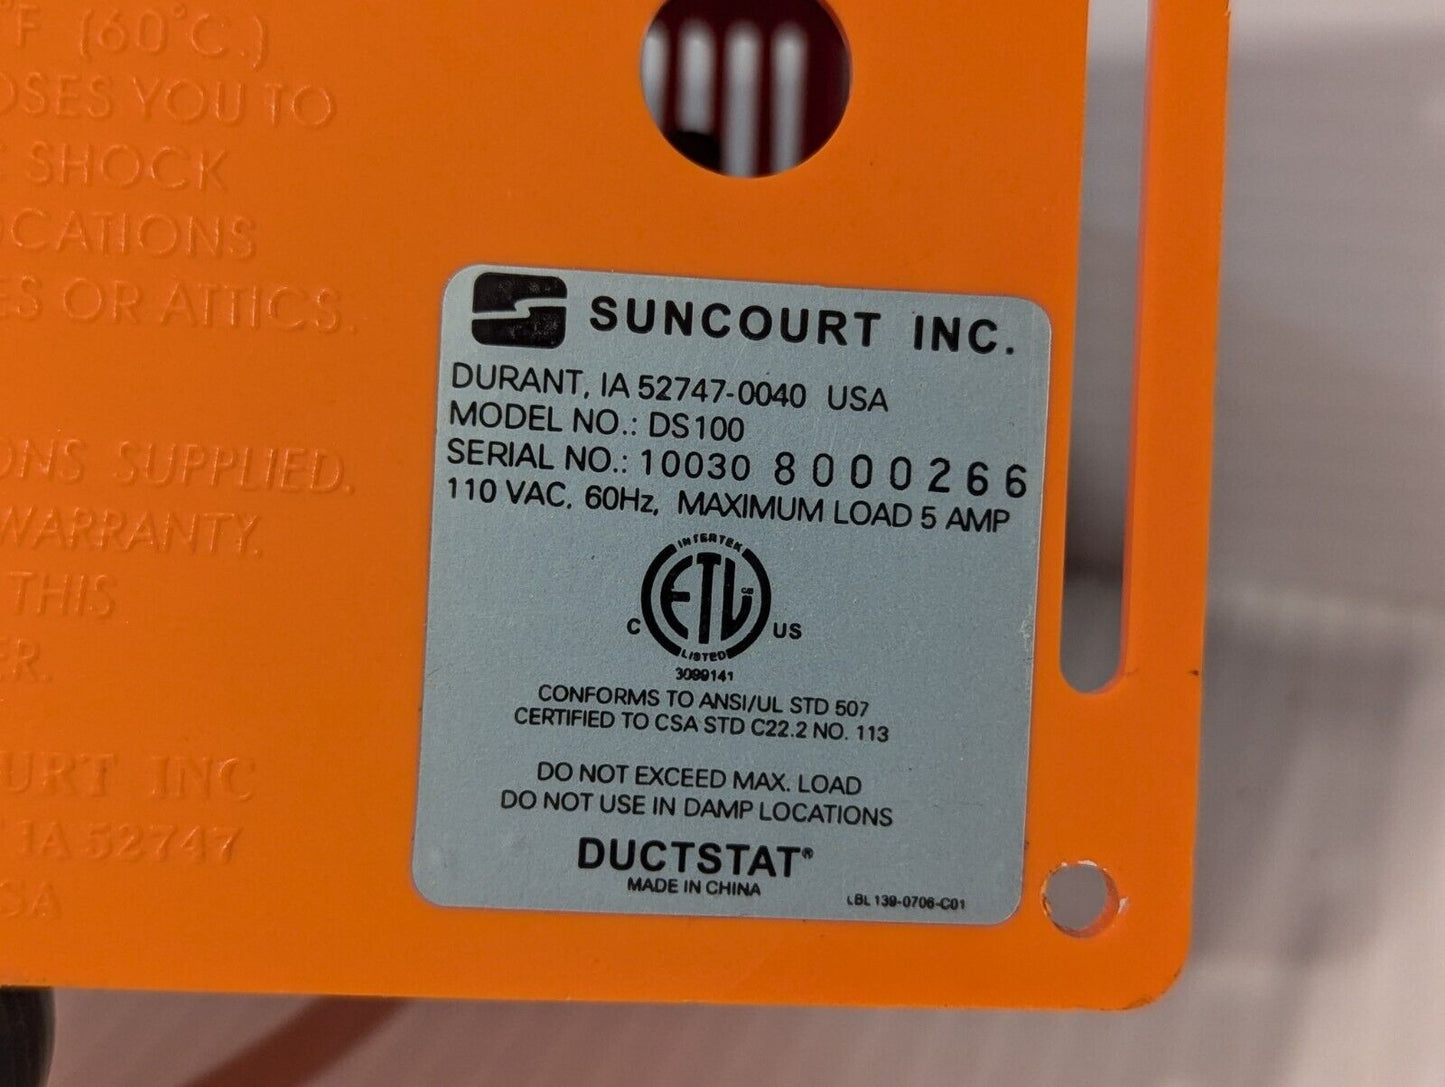 °F (60°C.)
OSES YOU TO
SHOCK
OCATIONS
ES OR ATTICS.
ONS SUPPLIED.
WARRANTY.
THIS
ER.
OURT INC
IA 52747
SA
SUNCOURT INC.
DURANT, IA 52747-0040 USA
MODEL NO.: DS100
SERIAL NO.: 10030 8000266
110 VAC, 60Hz, MAXIMUM LOAD 5 AMP
INTERTEK
ETL
C US
LISTED
3099141
CONFORMS TO ANSI/UL STD 507
CERTIFIED TO CSA STD C22.2 NO. 113
DO NOT EXCEED MAX. LOAD
DO NOT USE IN DAMP LOCATIONS
DUCTSTAT®
MADE IN CHINA
LBL 139-0706-C01